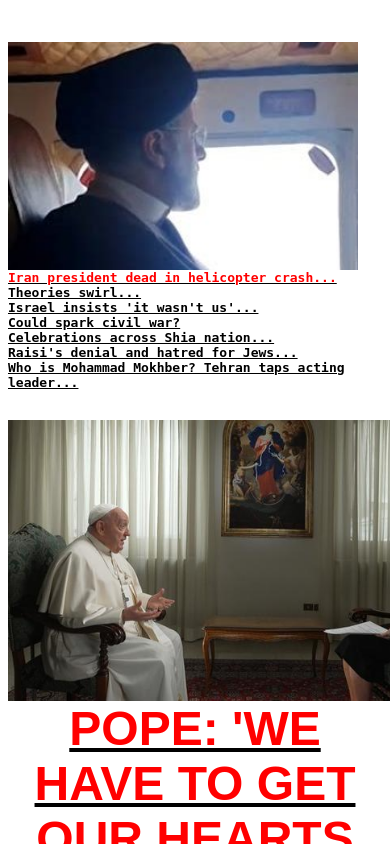 Iran president dead in helicopter crash...
Theories swirl...
Israel insists 'it wasn't us'...
Could spark civil war?
Celebrations across Shia nation...
Raisi's denial and hatred for Jews...
Who is Mohammad Mokhber? Tehran taps acting
leader...
POPE: 'WE
HAVE TO GET
OUR HEARTS